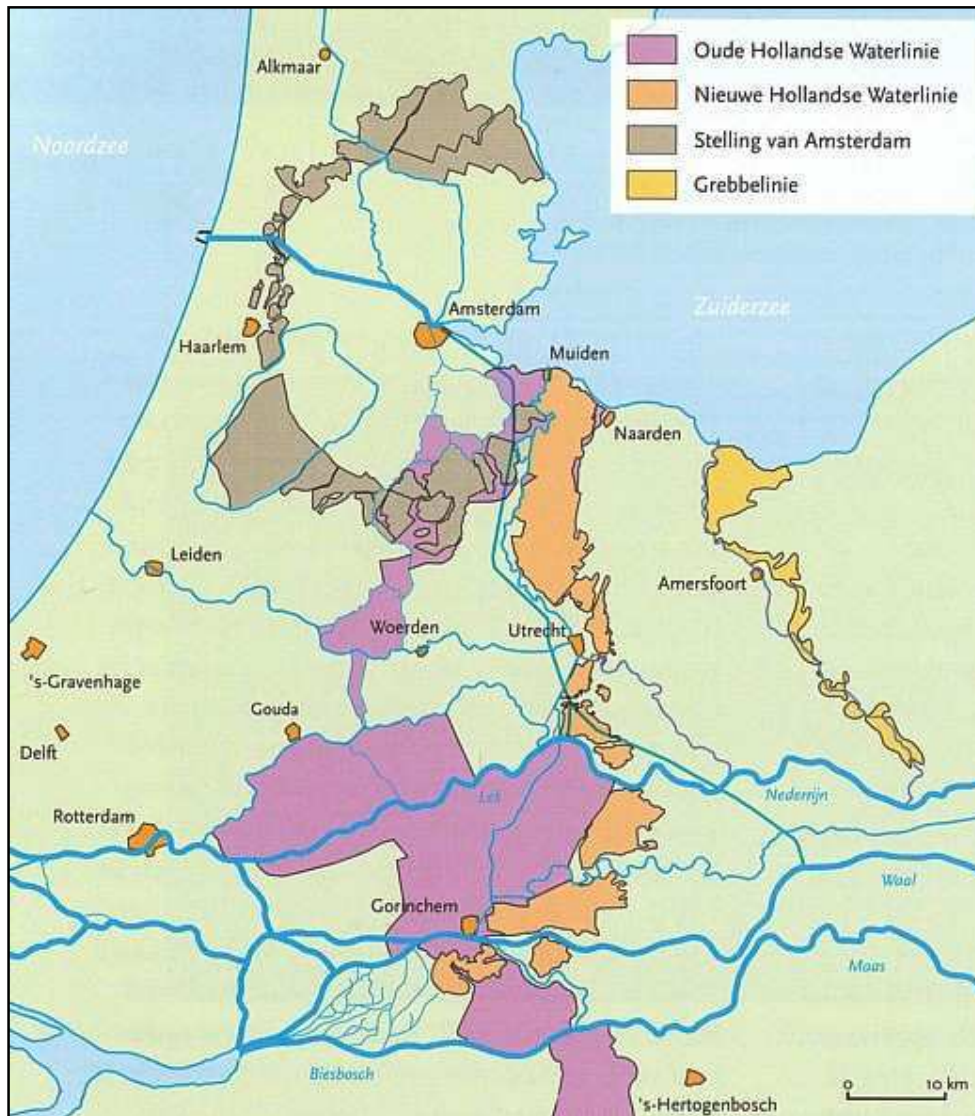 Oude Hollandse Waterlinie
Nieuwe Hollandse Waterlinie
Stelling van Amsterdam
Grebbelinie
Alkmaar
Noordzee
Zuiderzee
Amsterdam
Haarlem
Muiden
Naarden
Leiden
Amersfoort
Woerden
Utrecht
's-Gravenhage
Gouda
Delft
Lek
Nederrijn
Rotterdam
Waal
Gorinchem
Maas
Biesbosch
's-Hertogenbosch
0 10 km